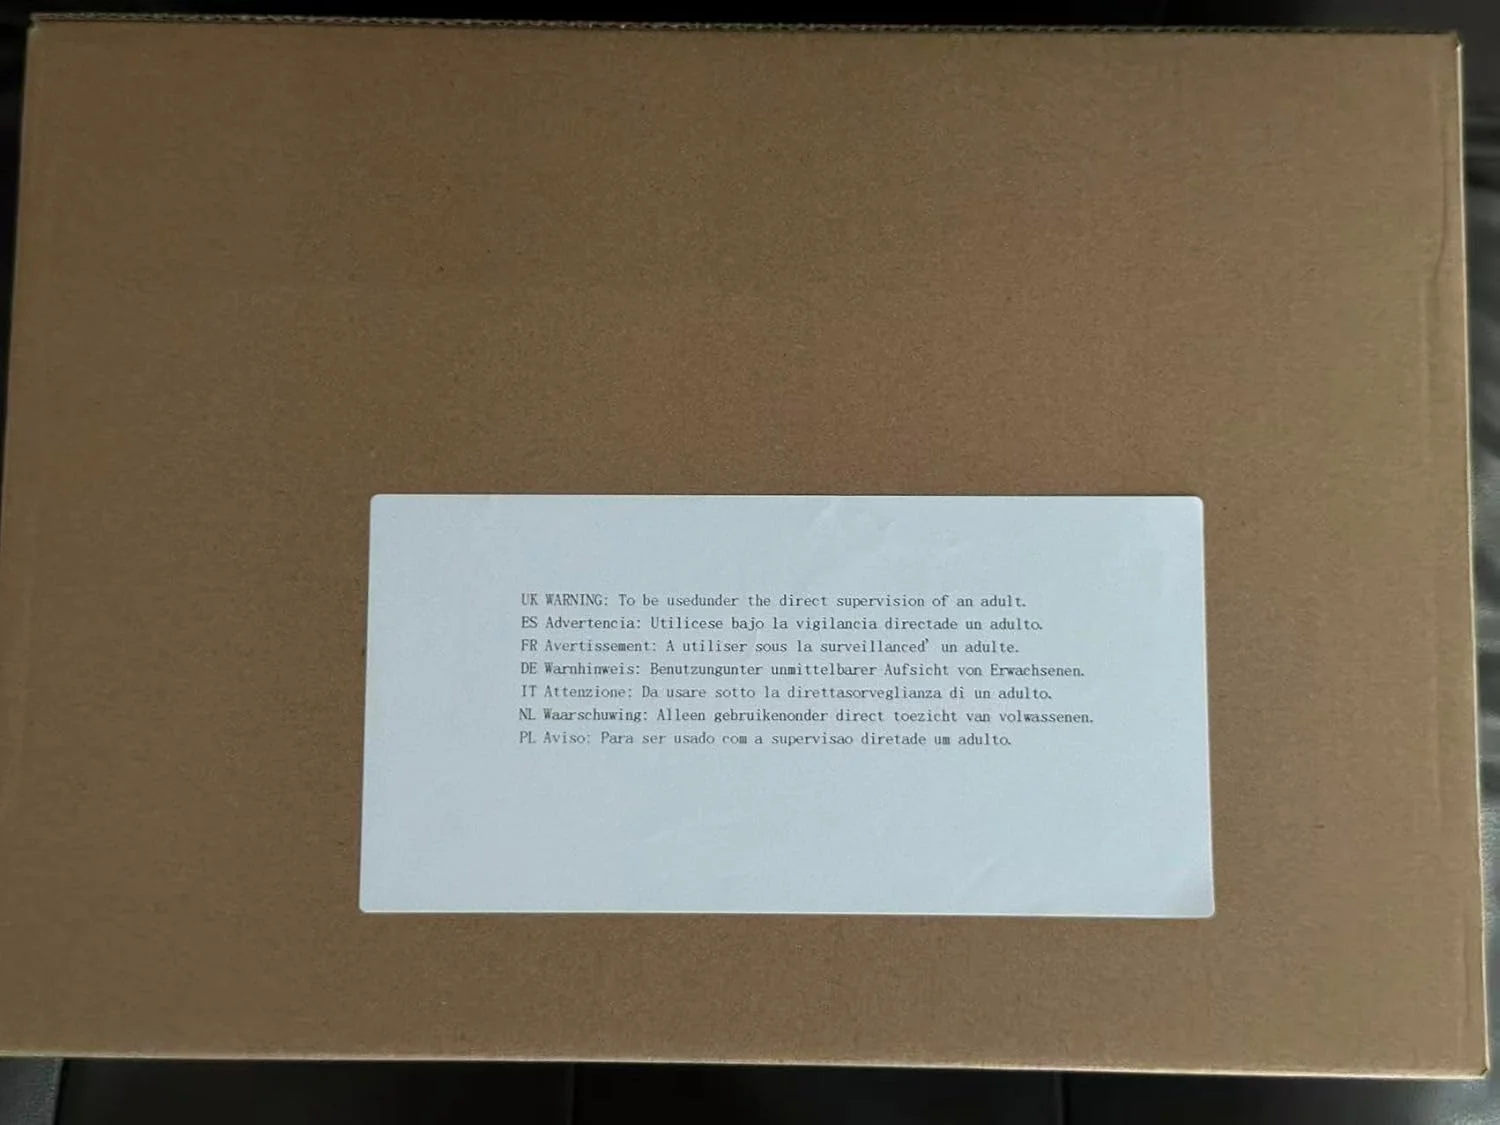 UK WARNING: To be usedunder the direct supervision of an adult.
ES Advertencia: Utilicese bajo la vigilancia directade un adulto.
FR Avertissement: A utiliser sous la surveillanced' un adulte.
DE Warnhinweis: Benutzungunter unmittelbarer Aufsicht von Erwachsenen.
IT Attenzione: Da usare sotto la direttasorveglianza di un adulto.
NL Waarschuwing: Alleen gebruikenonder direct toezicht van volwassenen.
PL Aviso: Para ser usado com a supervisao diretade um adulto.